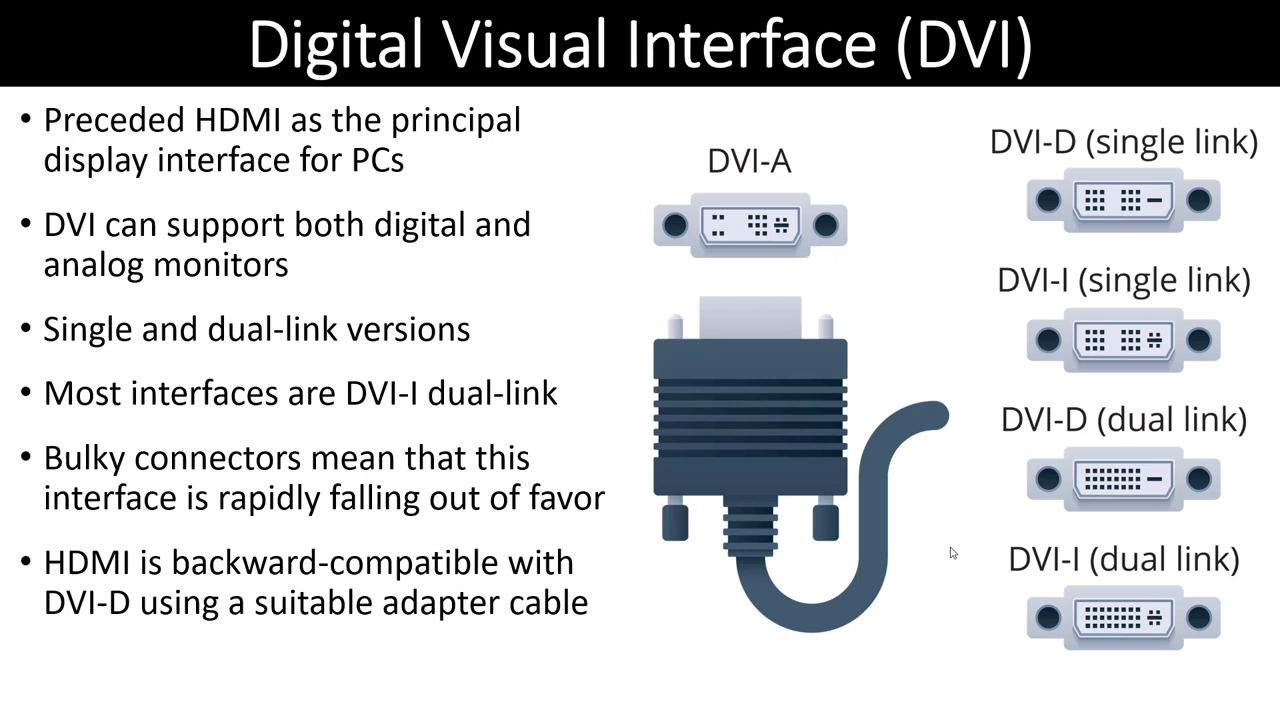 Digital Visual Interface (DVI)
• Preceded HDMI as the principal
display interface for PCs
• DVI can support both digital and
analog monitors
• Single and dual-link versions
• Most interfaces are DVI-I dual-link
• Bulky connectors mean that this
interface is rapidly falling out of favor
• HDMI is backward-compatible with
DVI-D using a suitable adapter cable
DVI-A
DVI-D (single link)
DVI-I (single link)
DVI-D (dual link)
DVI-I (dual link)